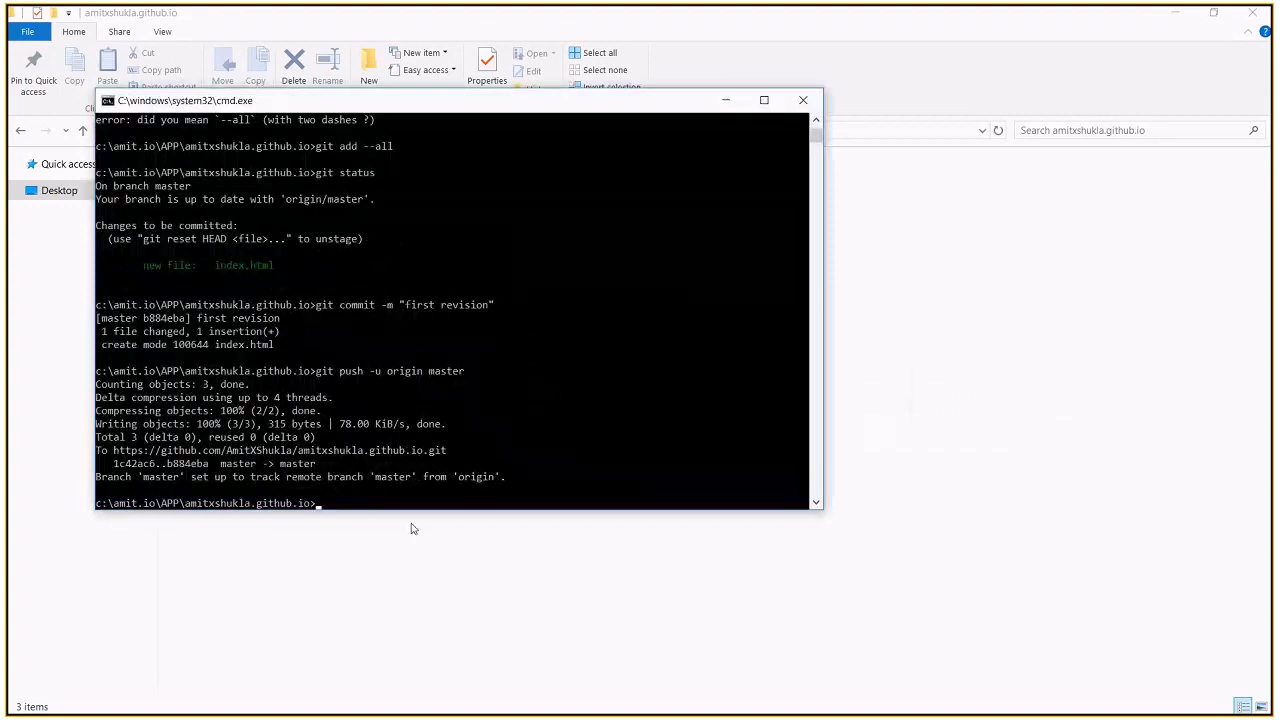 amitxshukla.github.io
File
Home
Share
View
Pin to Quick access
Copy
Paste
Cut
Copy path
Paste shortcut
Move
Copy
Delete
Rename
New
New item
Easy access
Properties
Open
Edit
Select all
Select none
Invert selection
C:\windows\system32\cmd.exe
Search amitxshukla.github.io
Quick access
Desktop
error: did you mean `--all` (with two dashes ?)
c:\amit.io\APP\amitxshukla.github.io>git add --all
c:\amit.io\APP\amitxshukla.github.io>git status
On branch master
Your branch is up to date with 'origin/master'.
Changes to be committed:
(use "git reset HEAD <file>..." to unstage)
new file: index.html
c:\amit.io\APP\amitxshukla.github.io>git commit -m "first revision"
[master b884eba] first revision
1 file changed, 1 insertion(+)
create mode 100644 index.html
c:\amit.io\APP\amitxshukla.github.io>git push -u origin master
Counting objects: 3, done.
Delta compression using up to 4 threads.
Compressing objects: 100% (2/2), done.
Writing objects: 100% (3/3), 315 bytes | 78.00 KiB/s, done.
Total 3 (delta 0), reused 0 (delta 0)
To https://github.com/AmitXShukla/amitxshukla.github.io.git
1c42ac6..b884eba master -> master
Branch 'master' set up to track remote branch 'master' from 'origin'.
c:\amit.io\APP\amitxshukla.github.io>
3 items